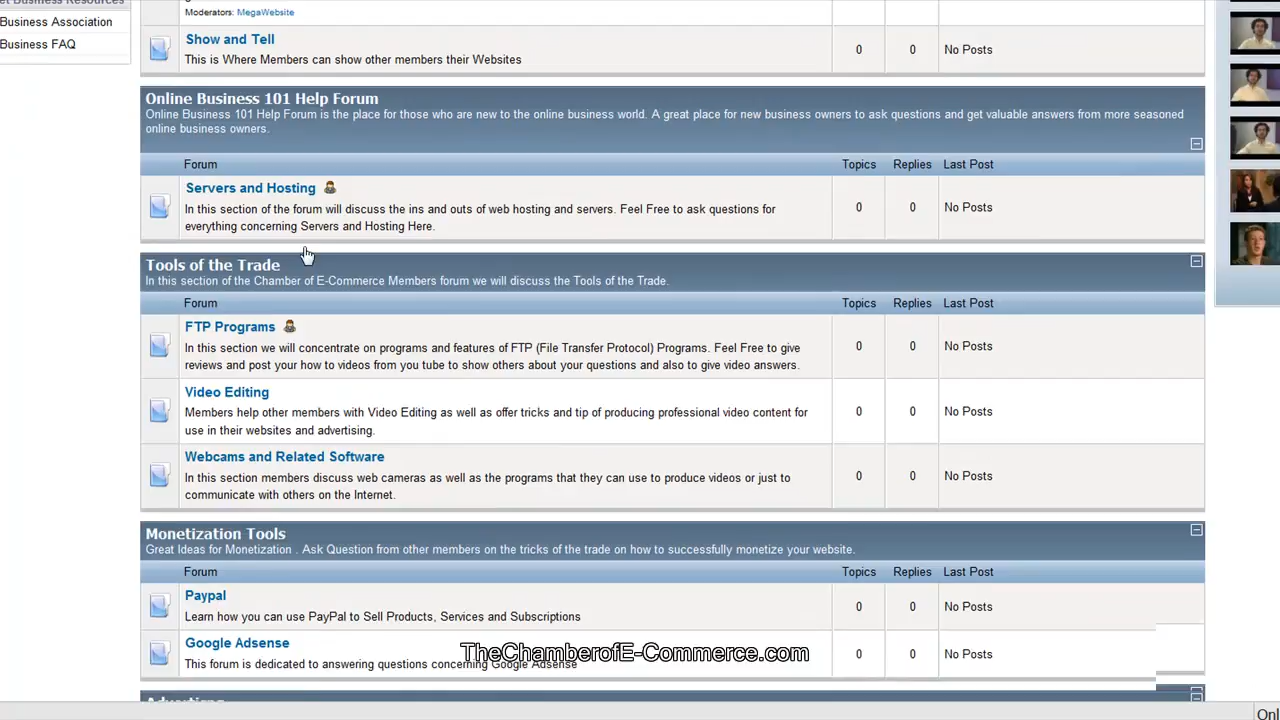 Business Resources
Business Association
Business FAQ
Moderators: MegaWebsite
Show and Tell
This is Where Members can show other members their Websites
0
0
No Posts
Online Business 101 Help Forum
Online Business 101 Help Forum is the place for those who are new to the online business world. A great place for new business owners to ask questions and get valuable answers from more seasoned
online business owners.
Forum
Topics
Replies
Last Post
Servers and Hosting
In this section of the forum will discuss the ins and outs of web hosting and servers. Feel Free to ask questions for
everything concerning Servers and Hosting Here.
0
0
No Posts
Tools of the Trade
In this section of the Chamber of E-Commerce Members forum we will discuss the Tools of the Trade.
Forum
Topics
Replies
Last Post
FTP Programs
In this section we will concentrate on programs and features of FTP (File Transfer Protocol) Programs. Feel Free to give
reviews and post your how to videos from you tube to show others about your questions and also to give video answers.
0
0
No Posts
Video Editing
Members help other members with Video Editing as well as offer tricks and tip of producing professional video content for
use in their websites and advertising.
0
0
No Posts
Webcams and Related Software
In this section members discuss web cameras as well as the programs that they can use to produce videos or just to
communicate with others on the Internet.
0
0
No Posts
Monetization Tools
Great Ideas for Monetization . Ask Question from other members on the tricks of the trade on how to successfully monetize your website.
Forum
Topics
Replies
Last Post
Paypal
Learn how you can use PayPal to Sell Products, Services and Subscriptions
0
0
No Posts
Google Adsense
This forum is dedicated to answering questions concerning Google Adsense
0
0
No Posts
TheChamberofE-Commerce.com
Advertising
Onl